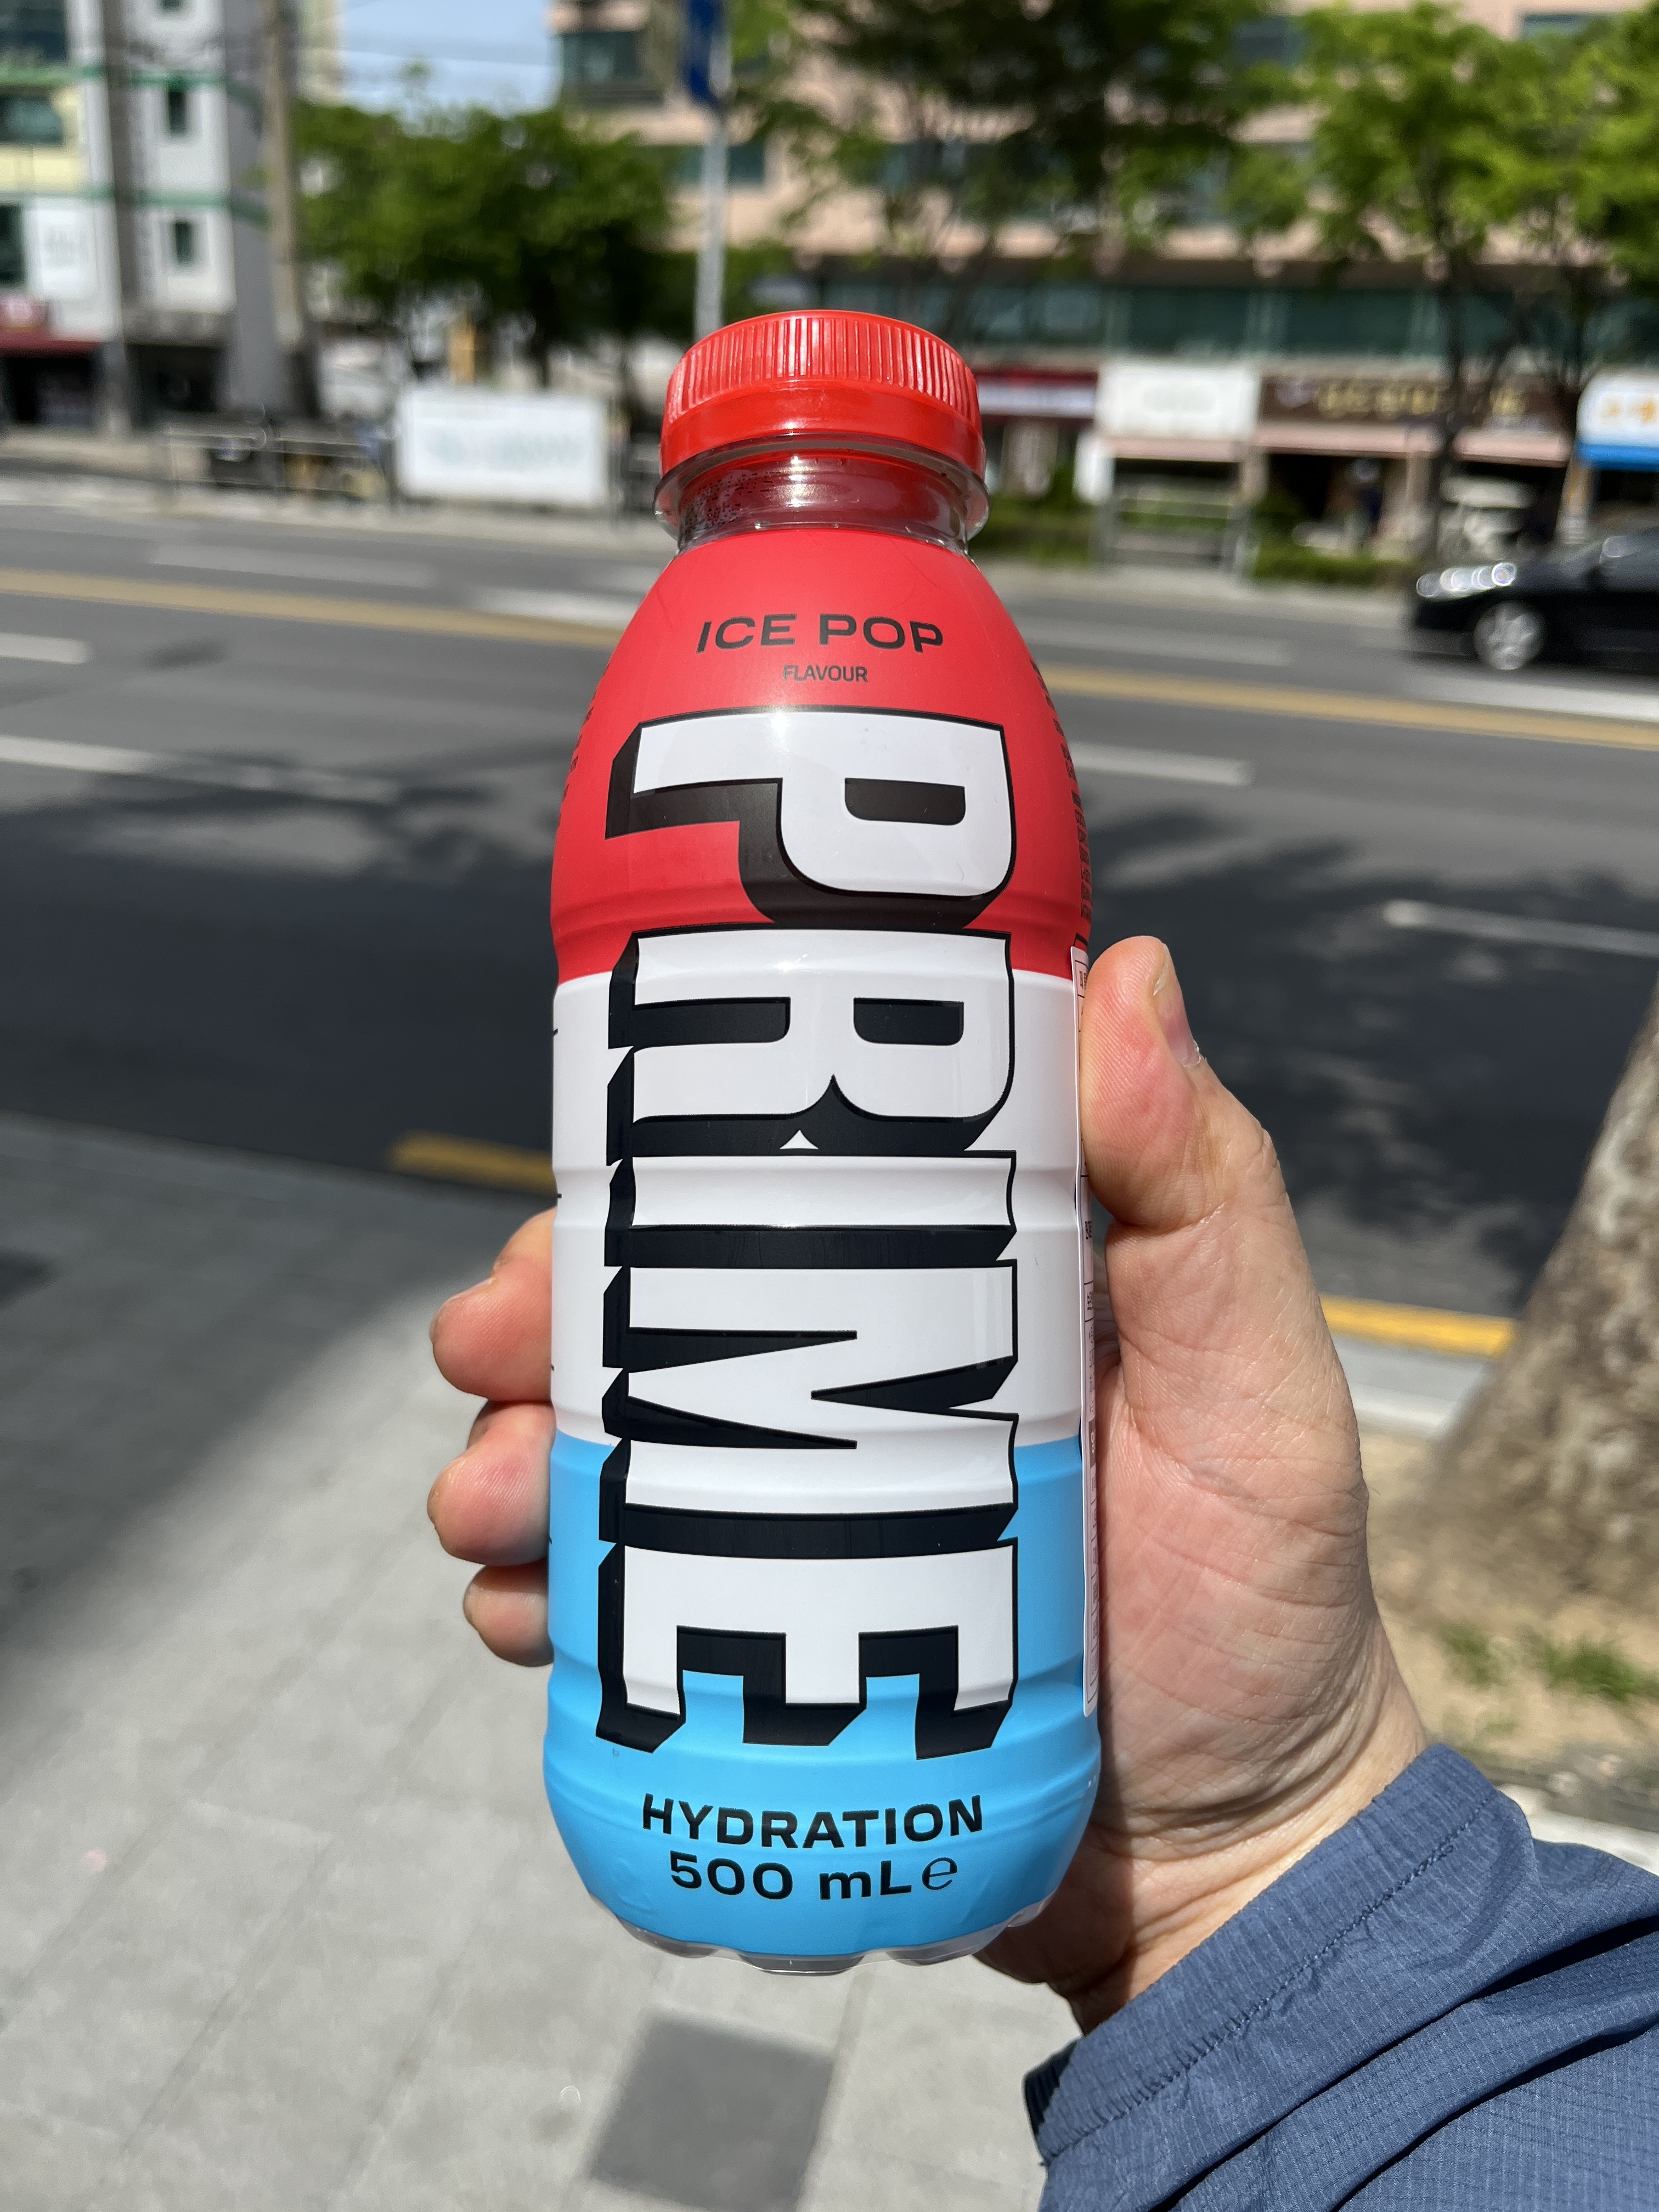 ICE POP
FLAVOUR
PRIME
HYDRATION
500 mL ℮